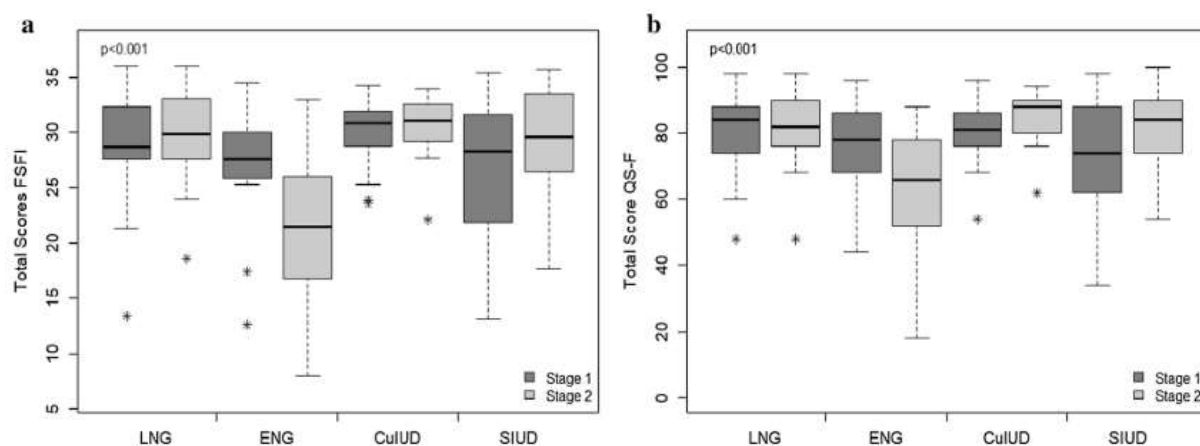 a
p<0.001
Total Scores FSFI
35
30
25
20
15
10
5
Stage 1
Stage 2
LNG
ENG
CuIUD
SIUD
b
p<0.001
Total Score QS-F
100
80
60
40
20
0
Stage 1
Stage 2
LNG
ENG
CuIUD
SIUD